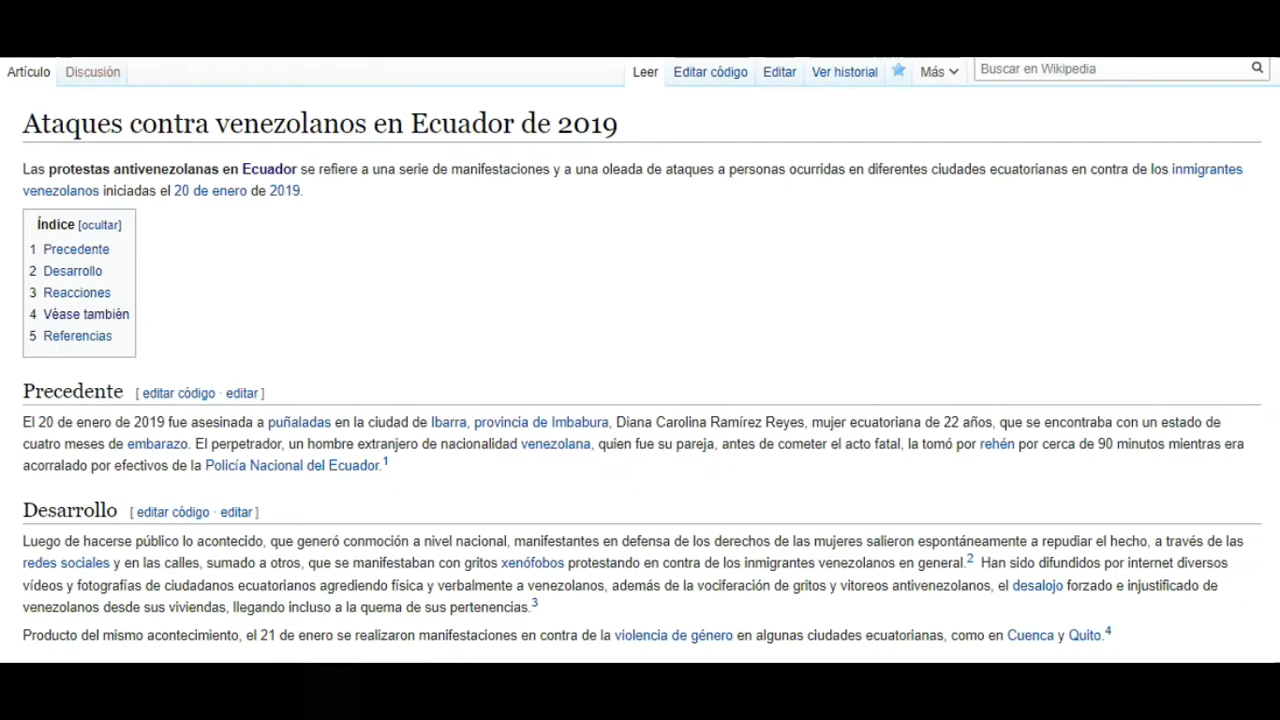 Artículo Discusión Leer Editar código Editar Ver historial Más Buscar en Wikipedia
Ataques contra venezolanos en Ecuador de 2019
Las protestas antivenezolanas en Ecuador se refiere a una serie de manifestaciones y a una oleada de ataques a personas ocurridas en diferentes ciudades ecuatorianas en contra de los inmigrantes
venezolanos iniciadas el 20 de enero de 2019.
Índice [ocultar]
1 Precedente
2 Desarrollo
3 Reacciones
4 Véase también
5 Referencias
Precedente [ editar código · editar ]
El 20 de enero de 2019 fue asesinada a puñaladas en la ciudad de Ibarra, provincia de Imbabura, Diana Carolina Ramírez Reyes, mujer ecuatoriana de 22 años, que se encontraba con un estado de
cuatro meses de embarazo. El perpetrador, un hombre extranjero de nacionalidad venezolana, quien fue su pareja, antes de cometer el acto fatal, la tomó por rehén por cerca de 90 minutos mientras era
acorralado por efectivos de la Policía Nacional del Ecuador.1
Desarrollo [ editar código · editar ]
Luego de hacerse público lo acontecido, que generó conmoción a nivel nacional, manifestantes en defensa de los derechos de las mujeres salieron espontáneamente a repudiar el hecho, a través de las
redes sociales y en las calles, sumado a otros, que se manifestaban con gritos xenófobos protestando en contra de los inmigrantes venezolanos en general.2 Han sido difundidos por internet diversos
vídeos y fotografías de ciudadanos ecuatorianos agrediendo física y verbalmente a venezolanos, además de la vociferación de gritos y vitoreos antivenezolanos, el desalojo forzado e injustificado de
venezolanos desde sus viviendas, llegando incluso a la quema de sus pertenencias.3
Producto del mismo acontecimiento, el 21 de enero se realizaron manifestaciones en contra de la violencia de género en algunas ciudades ecuatorianas, como en Cuenca y Quito.4